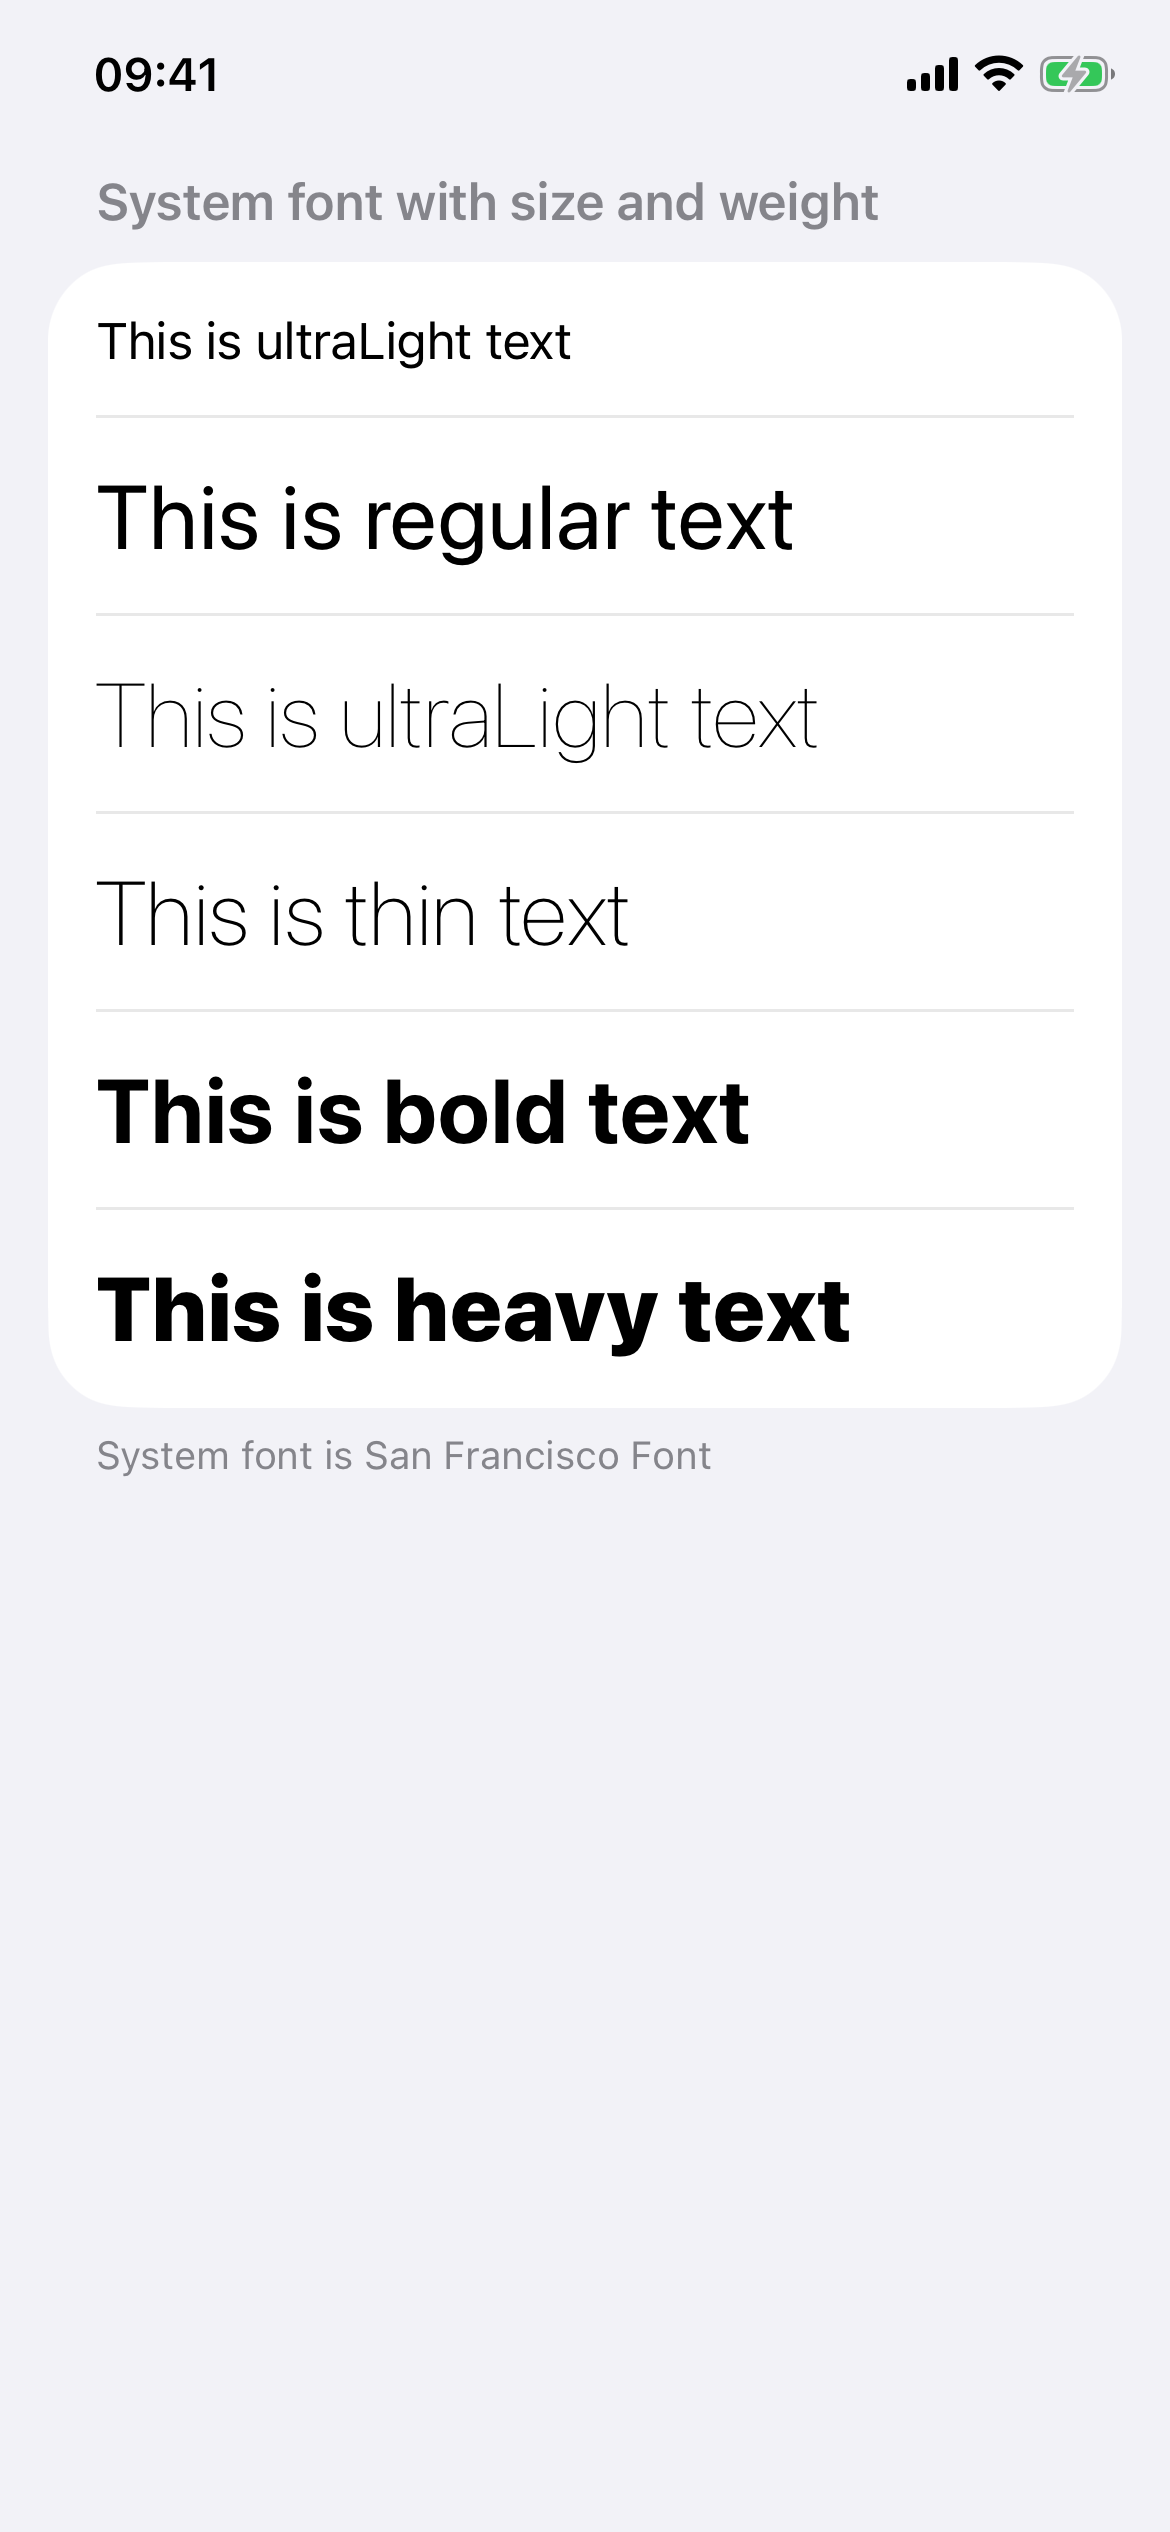 09:41
System font with size and weight
This is ultraLight text
This is regular text
This is ultraLight text
This is thin text
This is bold text
This is heavy text
System font is San Francisco Font